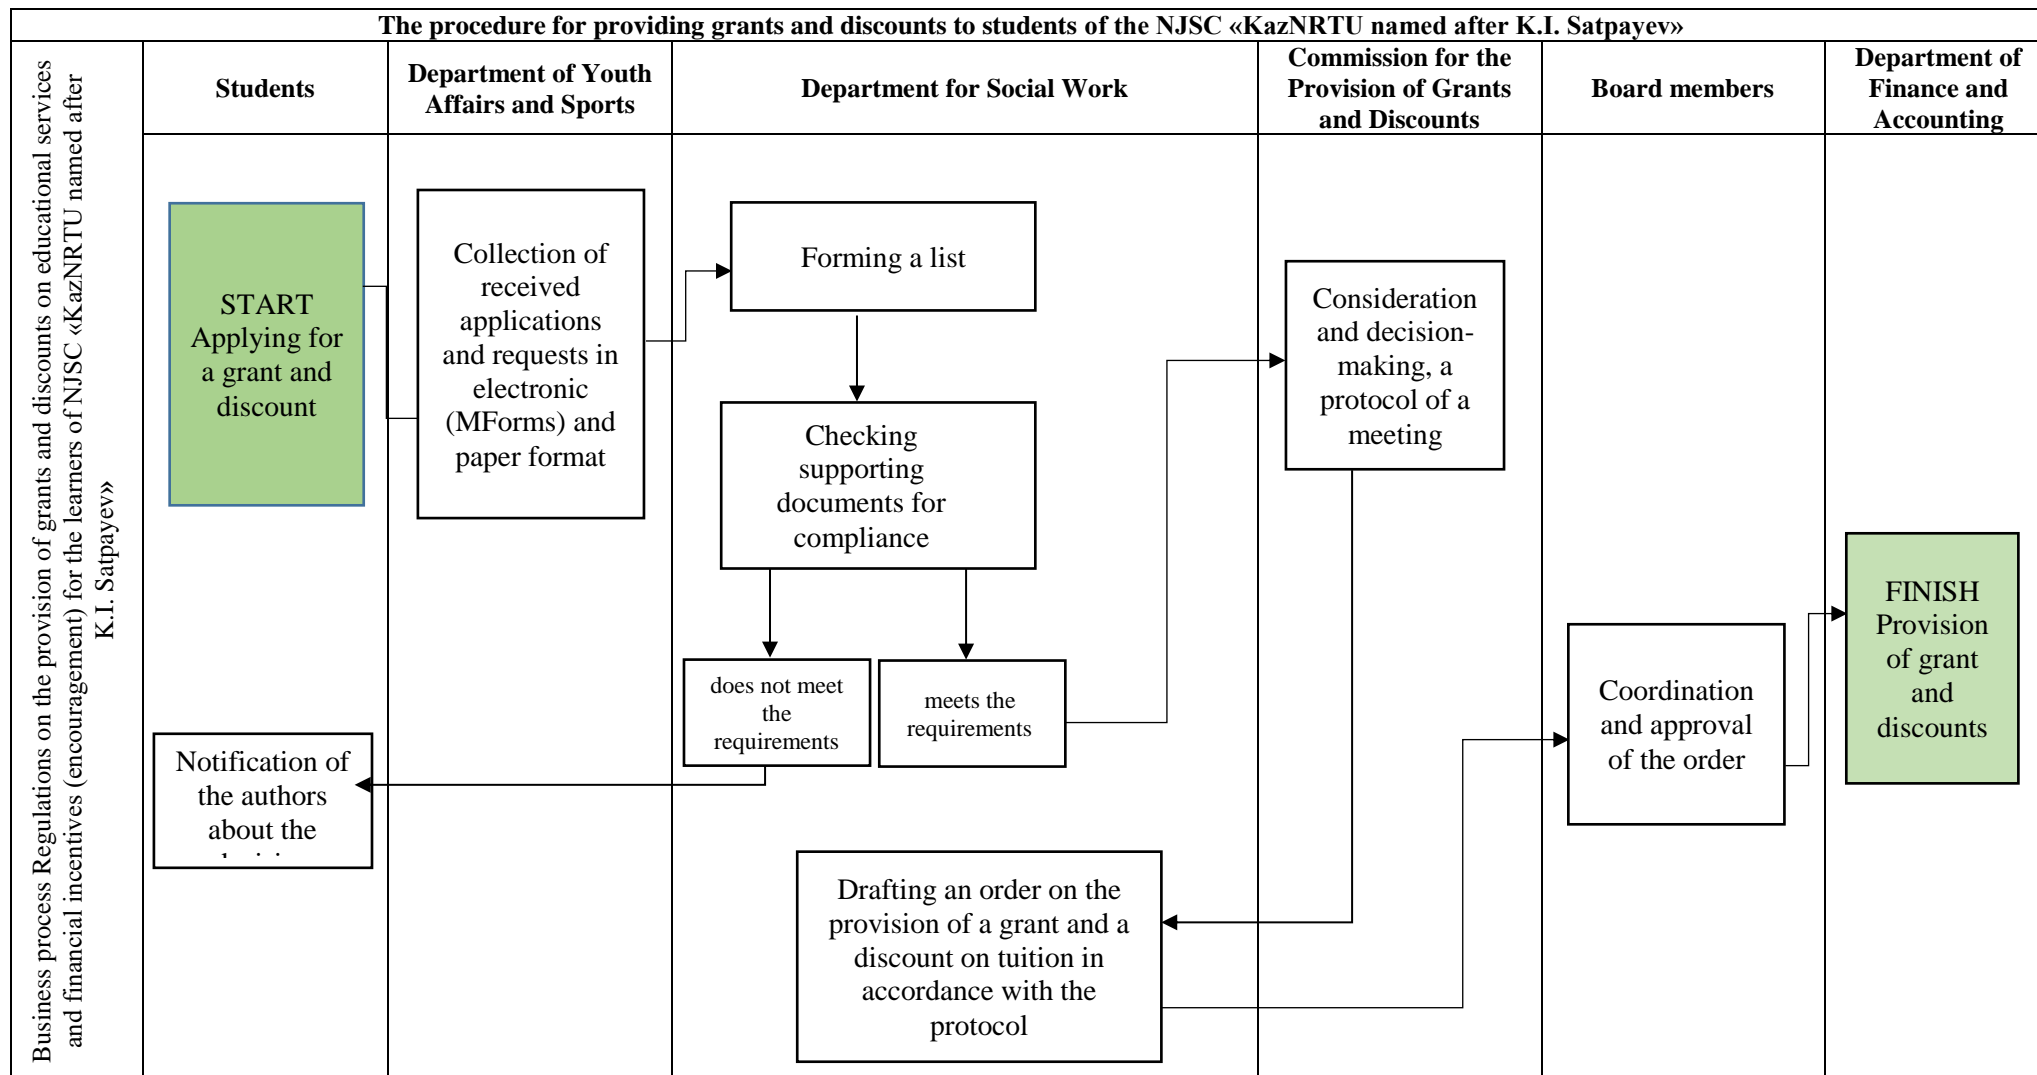 The procedure for providing grants and discounts to students of the NJSC «KazNRTU named after K.I. Satpayev»
Business process Regulations on the provision of grants and discounts on educational services
and financial incentives (encouragement) for the learners of NJSC «KazNRTU named after
K.I. Satpayev»
Students
Department of Youth
Affairs and Sports
Department for Social Work
Commission for the
Provision of Grants
and Discounts
Board members
Department of
Finance and
Accounting
START
Applying for
a grant and
discount
Collection of
received
applications
and requests in
electronic
(MForms) and
paper format
Forming a list
Checking
supporting
documents for
compliance
does not meet
the
requirements
meets the
requirements
Notification of
the authors
about the
Consideration
and decision-
making, a
protocol of a
meeting
Drafting an order on the
provision of a grant and a
discount on tuition in
accordance with the
protocol
Coordination
and approval
of the order
FINISH
Provision
of grant
and
discounts